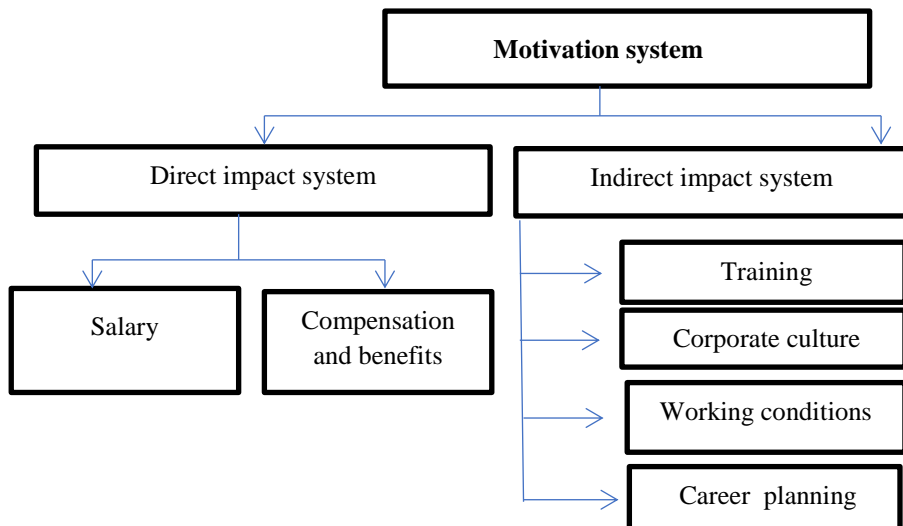 Motivation system
Direct impact system
Indirect impact system
Salary
Compensation
and benefits
Training
Corporate culture
Working conditions
Career planning